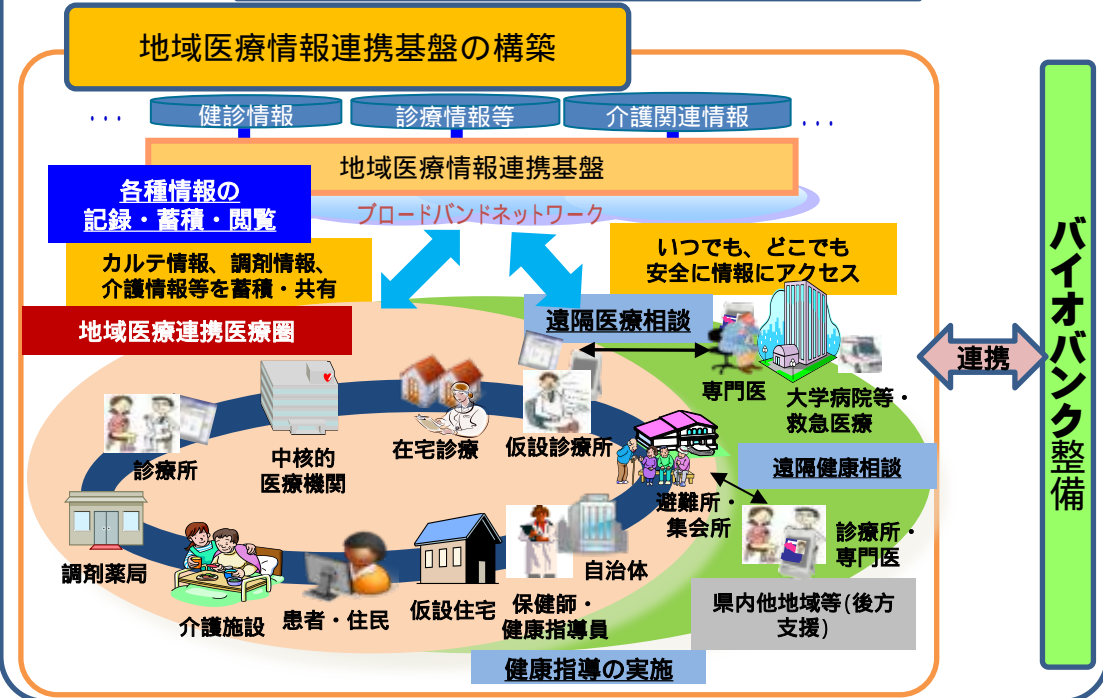 地域医療情報連携基盤の構築
・・・
健診情報
診療情報等
介護関連情報
・・・
地域医療情報連携基盤
ブロードバンドネットワーク
各種情報の
記録・蓄積・閲覧
カルテ情報、調剤情報、
介護情報等を蓄積・共有
いつでも、どこでも
安全に情報にアクセス
地域医療連携医療圏
遠隔医療相談
専門医
大学病院等・
救急医療
診療所
中核的
医療機関
在宅診療
仮設診療所
遠隔健康相談
避難所・
集会所
診療所・
専門医
調剤薬局
介護施設
患者・住民
仮設住宅
保健師・
健康指導員
自治体
県内他地域等(後方
支援)
健康指導の実施
連携
バイオバンク整備